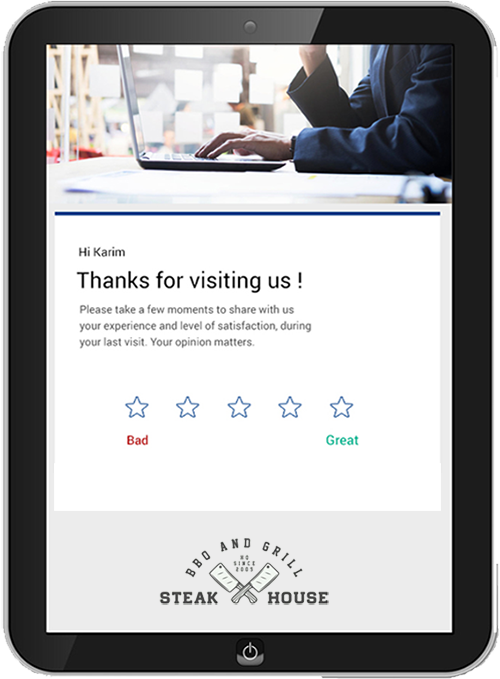 Hi Karim
Thanks for visiting us !
Please take a few moments to share with us
your experience and level of satisfaction, during
your last visit. Your opinion matters.
Bad
Great
BBQ AND GRILL
HQ
SINCE
2005
STEAK HOUSE